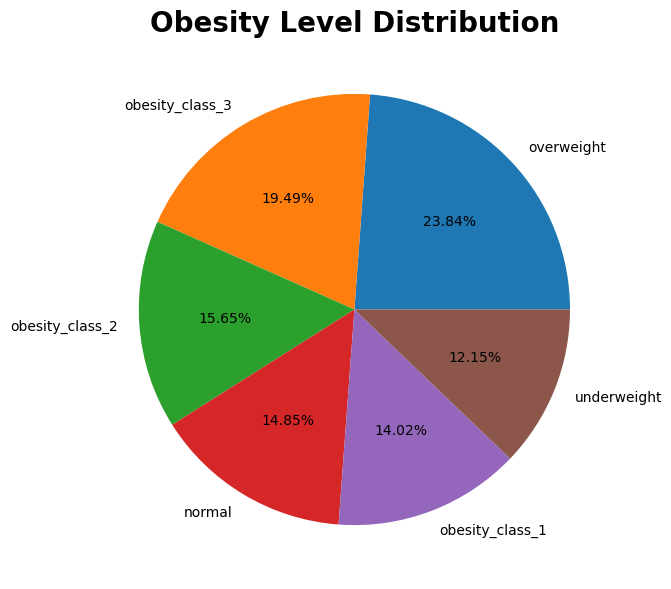 Obesity Level Distribution
obesity_class_3
overweight
19.49%
23.84%
obesity_class_2
15.65%
12.15%
underweight
14.85%
14.02%
normal
obesity_class_1